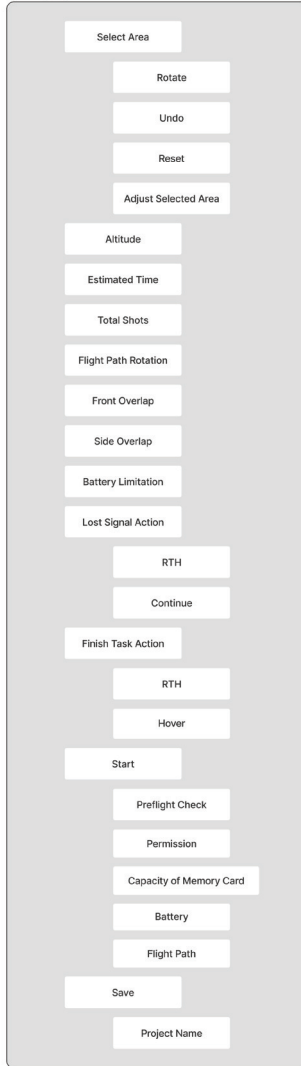 Select Area
Rotate
Undo
Reset
Adjust Selected Area
Altitude
Estimated Time
Total Shots
Flight Path Rotation
Front Overlap
Side Overlap
Battery Limitation
Lost Signal Action
RTH
Continue
Finish Task Action
RTH
Hover
Start
Preflight Check
Permission
Capacity of Memory Card
Battery
Flight Path
Save
Project Name